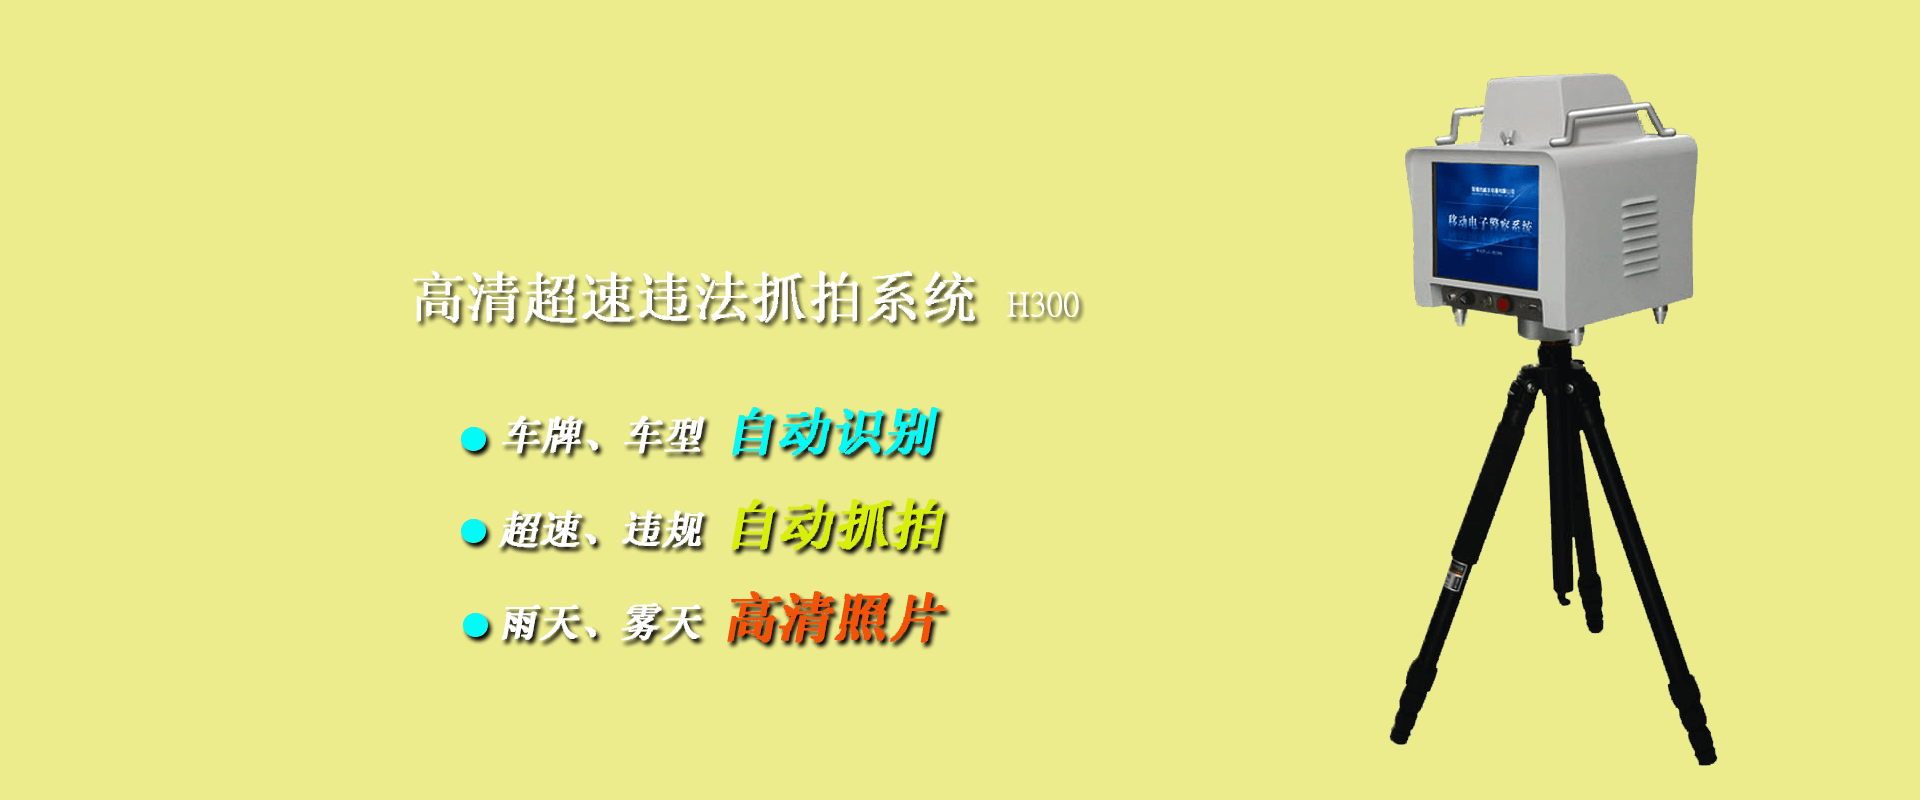 高清超速违法抓拍系统 H300
车牌、车型 自动识别
超速、违规 自动抓拍
雨天、雾天 高清照片
移动电子警察系统